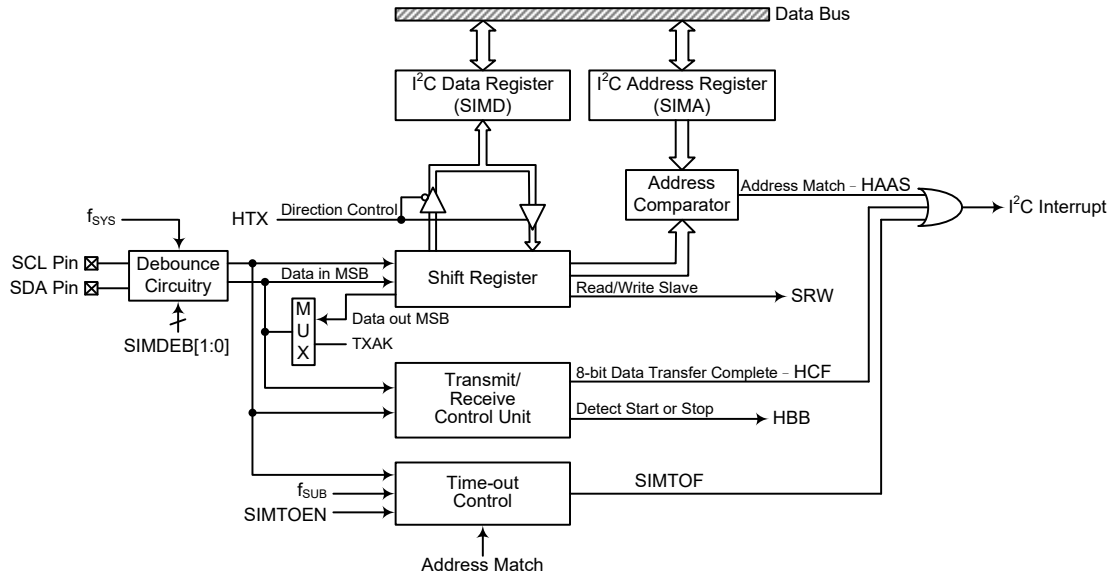 Data Bus
I²C Data Register
(SIMD)
I²C Address Register
(SIMA)
Address
Comparator
Address Match - HAAS
I²C Interrupt
HTX
Direction Control
fSYS
SCL Pin
SDA Pin
Debounce
Circuitry
SIMDEB[1:0]
Data in MSB
Shift Register
Read/Write Slave
SRW
M
U
X
Data out MSB
TXAK
Transmit/
Receive
Control Unit
8-bit Data Transfer Complete - HCF
Detect Start or Stop
HBB
Time-out
Control
fSUB
SIMTOEN
SIMTOF
Address Match